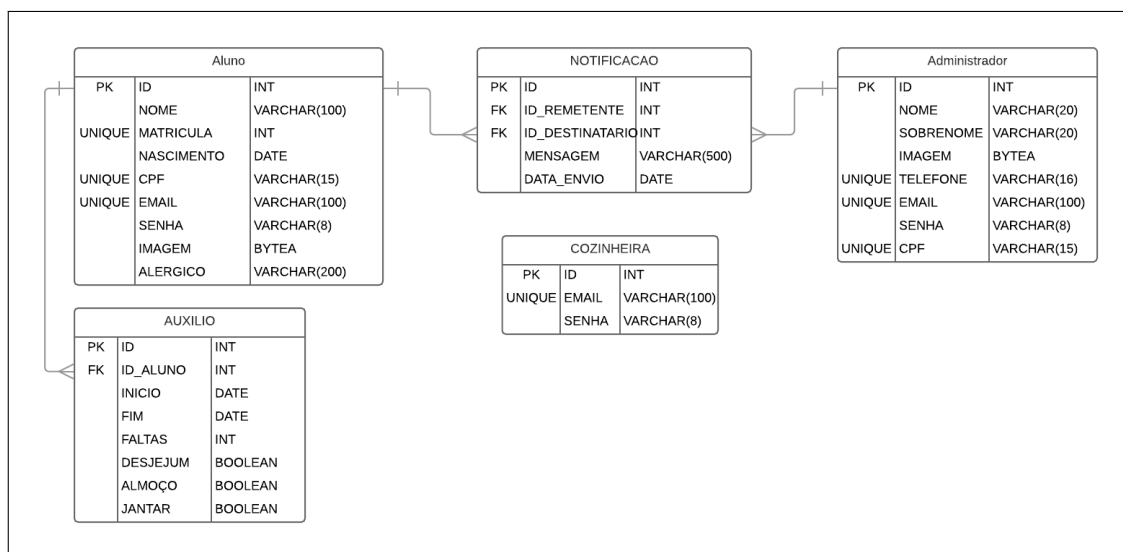 Aluno
PK ID INT
NOME VARCHAR(100)
UNIQUE MATRICULA INT
NASCIMENTO DATE
UNIQUE CPF VARCHAR(15)
UNIQUE EMAIL VARCHAR(100)
SENHA VARCHAR(8)
IMAGEM BYTEA
ALERGICO VARCHAR(200)
NOTIFICACAO
PK ID INT
FK ID_REMETENTE INT
FK ID_DESTINATARIO INT
MENSAGEM VARCHAR(500)
DATA_ENVIO DATE
Administrador
PK ID INT
NOME VARCHAR(20)
SOBRENOME VARCHAR(20)
IMAGEM BYTEA
UNIQUE TELEFONE VARCHAR(16)
UNIQUE EMAIL VARCHAR(100)
SENHA VARCHAR(8)
UNIQUE CPF VARCHAR(15)
COZINHEIRA
PK ID INT
UNIQUE EMAIL VARCHAR(100)
SENHA VARCHAR(8)
AUXILIO
PK ID INT
FK ID_ALUNO INT
INICIO DATE
FIM DATE
FALTAS INT
DESJEJUM BOOLEAN
ALMOÇO BOOLEAN
JANTAR BOOLEAN